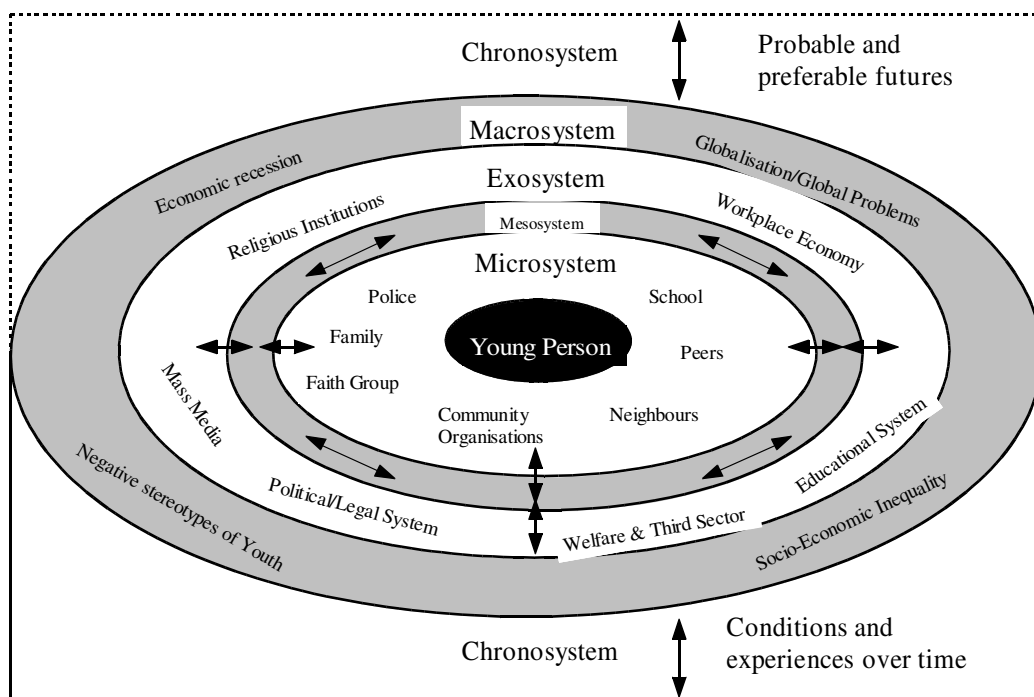 Chronosystem
Probable and
preferable futures
Macrosystem
Economic recession
Globalisation/Global Problems
Exosystem
Religious Institutions
Workplace Economy
Mesosystem
Microsystem
Police
School
Family
Young Person
Peers
Faith Group
Mass Media
Community
Organisations
Neighbours
Educational System
Negative stereotypes of Youth
Political/Legal System
Welfare & Third Sector
Socio-Economic Inequality
Chronosystem
Conditions and
experiences over time